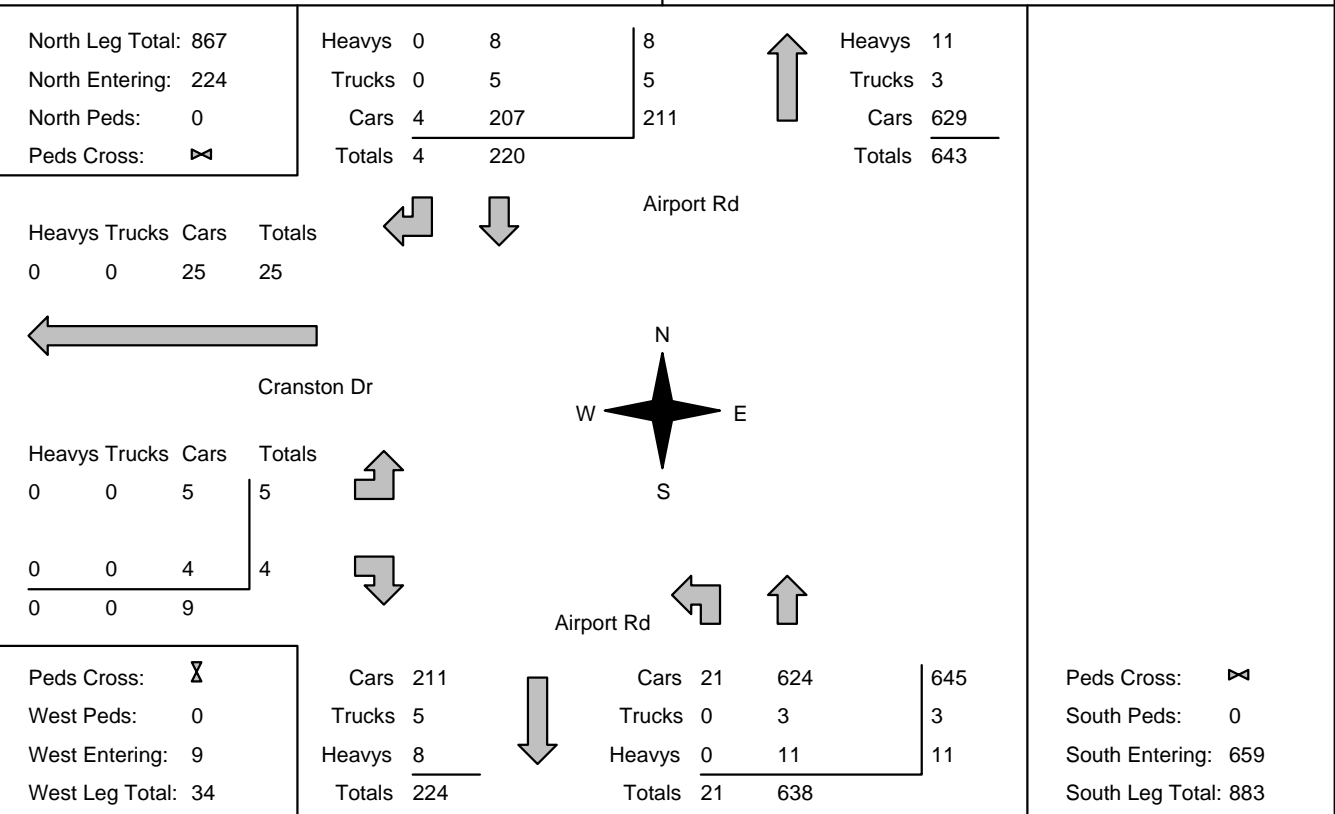 North Leg Total: 867
North Entering: 224
North Peds: 0
Peds Cross:
Heavys 0 8 8
Trucks 0 5 5
Cars 4 207 211
Totals 4 220
Heavys 11
Trucks 3
Cars 629
Totals 643
Airport Rd
Heavys Trucks Cars Totals
0 0 25 25
Cranston Dr
N
W E
S
Heavys Trucks Cars Totals
0 0 5 5
0 0 4 4
0 0 9
Airport Rd
Peds Cross:
West Peds: 0
West Entering: 9
West Leg Total: 34
Cars 211
Trucks 5
Heavys 8
Totals 224
Cars 21 624 645
Trucks 0 3 3
Heavys 0 11 11
Totals 21 638
Peds Cross:
South Peds: 0
South Entering: 659
South Leg Total: 883